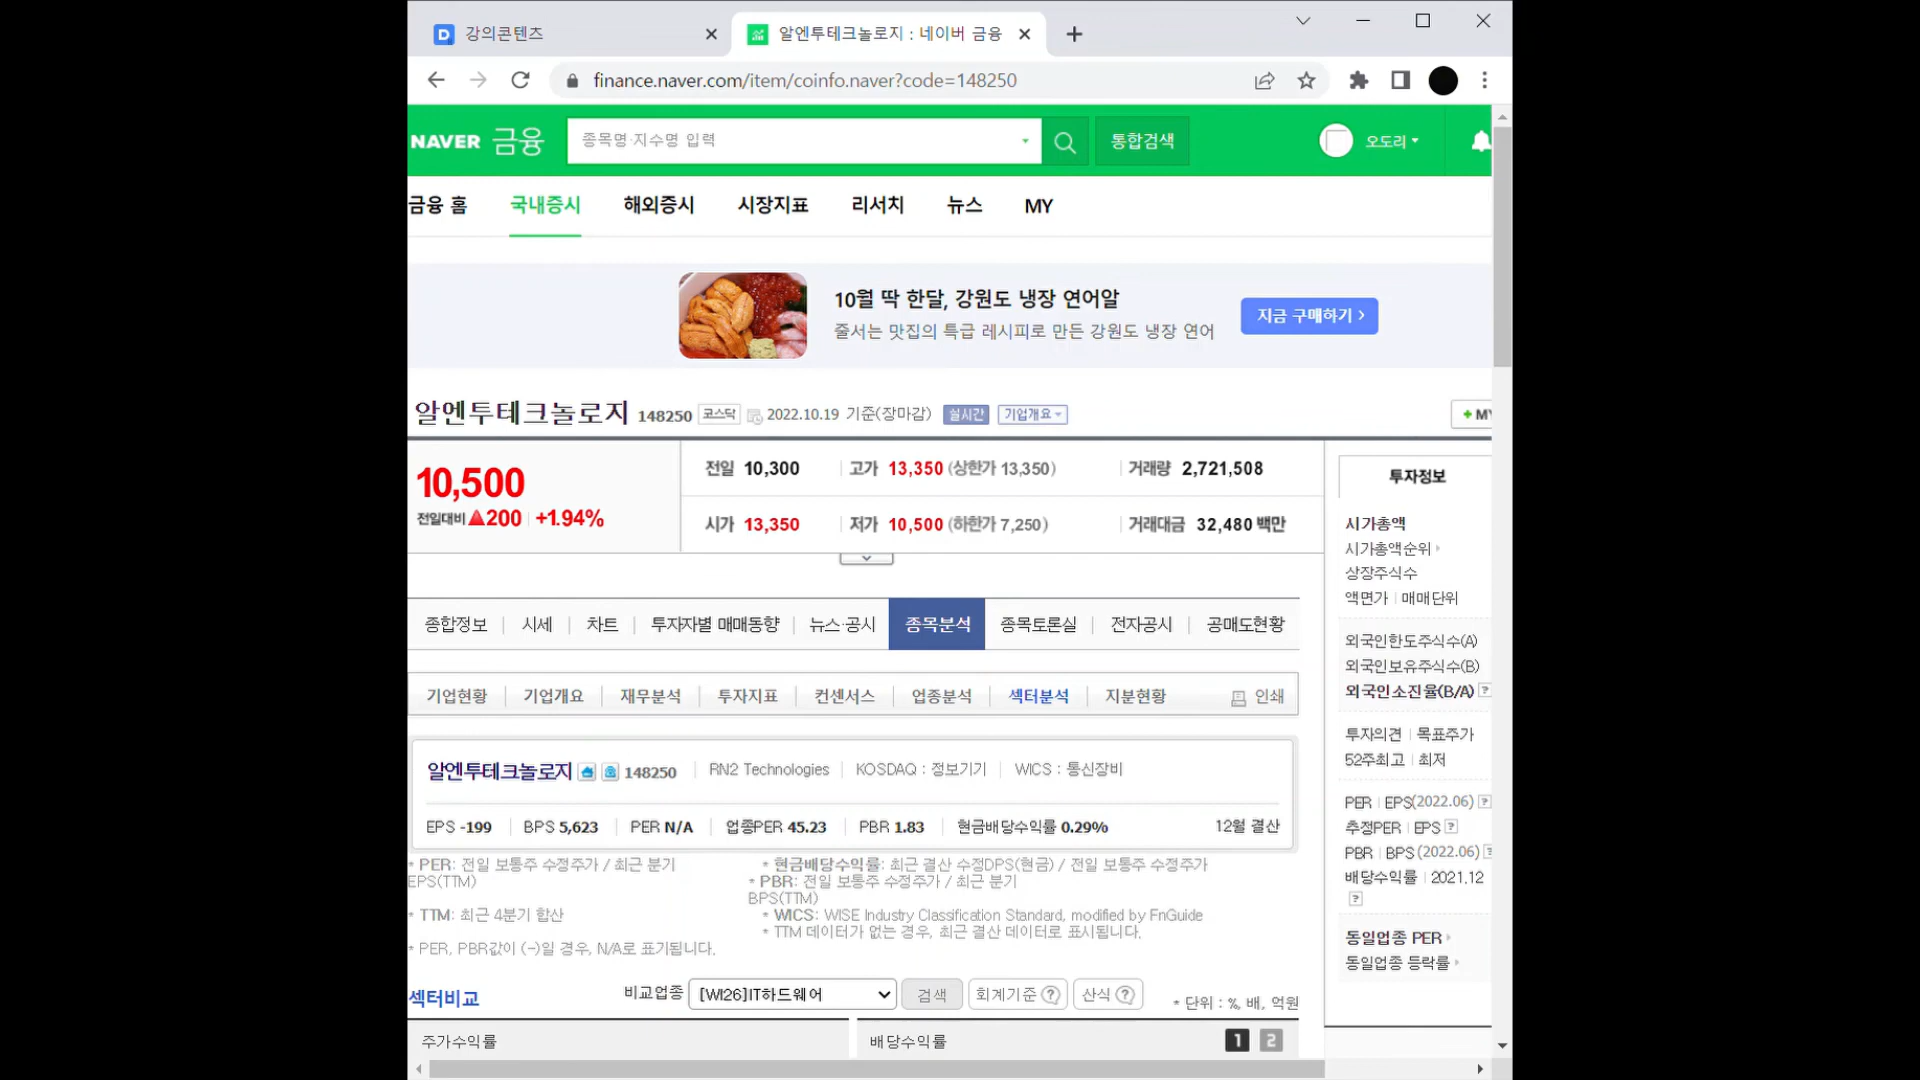 강의콘텐츠
알엔투테크놀로지 : 네이버 금융
finance.naver.com/item/coinfo.naver?code=148250
NAVER 금융
종목명·지수명 입력
통합검색
오도리
금융 홈 국내증시 해외증시 시장지표 리서치 뉴스 MY
10월 딱 한달, 강원도 냉장 연어알
줄서는 맛집의 특급 레시피로 만든 강원도 냉장 연어
지금 구매하기 >
알엔투테크놀로지 148250 코스닥 2022.10.19 기준(장마감) 실시간 기업개요
+ MY
10,500
전일대비 ▲200 +1.94%
전일 10,300 고가 13,350 (상한가 13,350) 거래량 2,721,508
시가 13,350 저가 10,500 (하한가 7,250) 거래대금 32,480 백만
종합정보 시세 차트 투자자별 매매동향 뉴스·공시 종목분석 종목토론실 전자공시 공매도현황
기업현황 기업개요 재무분석 투자지표 컨센서스 업종분석 섹터분석 지분현황 인쇄
알엔투테크놀로지 148250 RN2 Technologies KOSDAQ : 정보기기 WICS : 통신장비
EPS -199 BPS 5,623 PER N/A 업종PER 45.23 PBR 1.83 현금배당수익률 0.29% 12월 결산
* PER: 전일 보통주 수정주가 / 최근 분기
EPS(TTM)
* 현금배당수익률: 최근 결산 수정DPS(현금) / 전일 보통주 수정주가
* PBR: 전일 보통주 수정주가 / 최근 분기
BPS(TTM)
* TTM: 최근 4분기 합산
* WICS: WISE Industry Classification Standard, modified by FnGuide
* TTM 데이터가 없는 경우, 최근 결산 데이터로 표시됩니다.
* PER, PBR값이 (-)일 경우, N/A로 표기됩니다.
섹터비교
비교업종 [WI26]IT하드웨어 검색 회계기준 ? 산식 ? * 단위 : %, 배, 억원
주가수익률
배당수익률 1 2
투자정보
시가총액
시가총액순위
상장주식수
액면가 | 매매단위
외국인한도주식수(A)
외국인보유주식수(B)
외국인소진율(B/A) ?
투자의견 | 목표주가
52주최고 | 최저
PER | EPS(2022.06) ?
추정PER | EPS ?
PBR | BPS (2022.06) ?
배당수익률 | 2021.12
?
동일업종 PER
동일업종 등락률